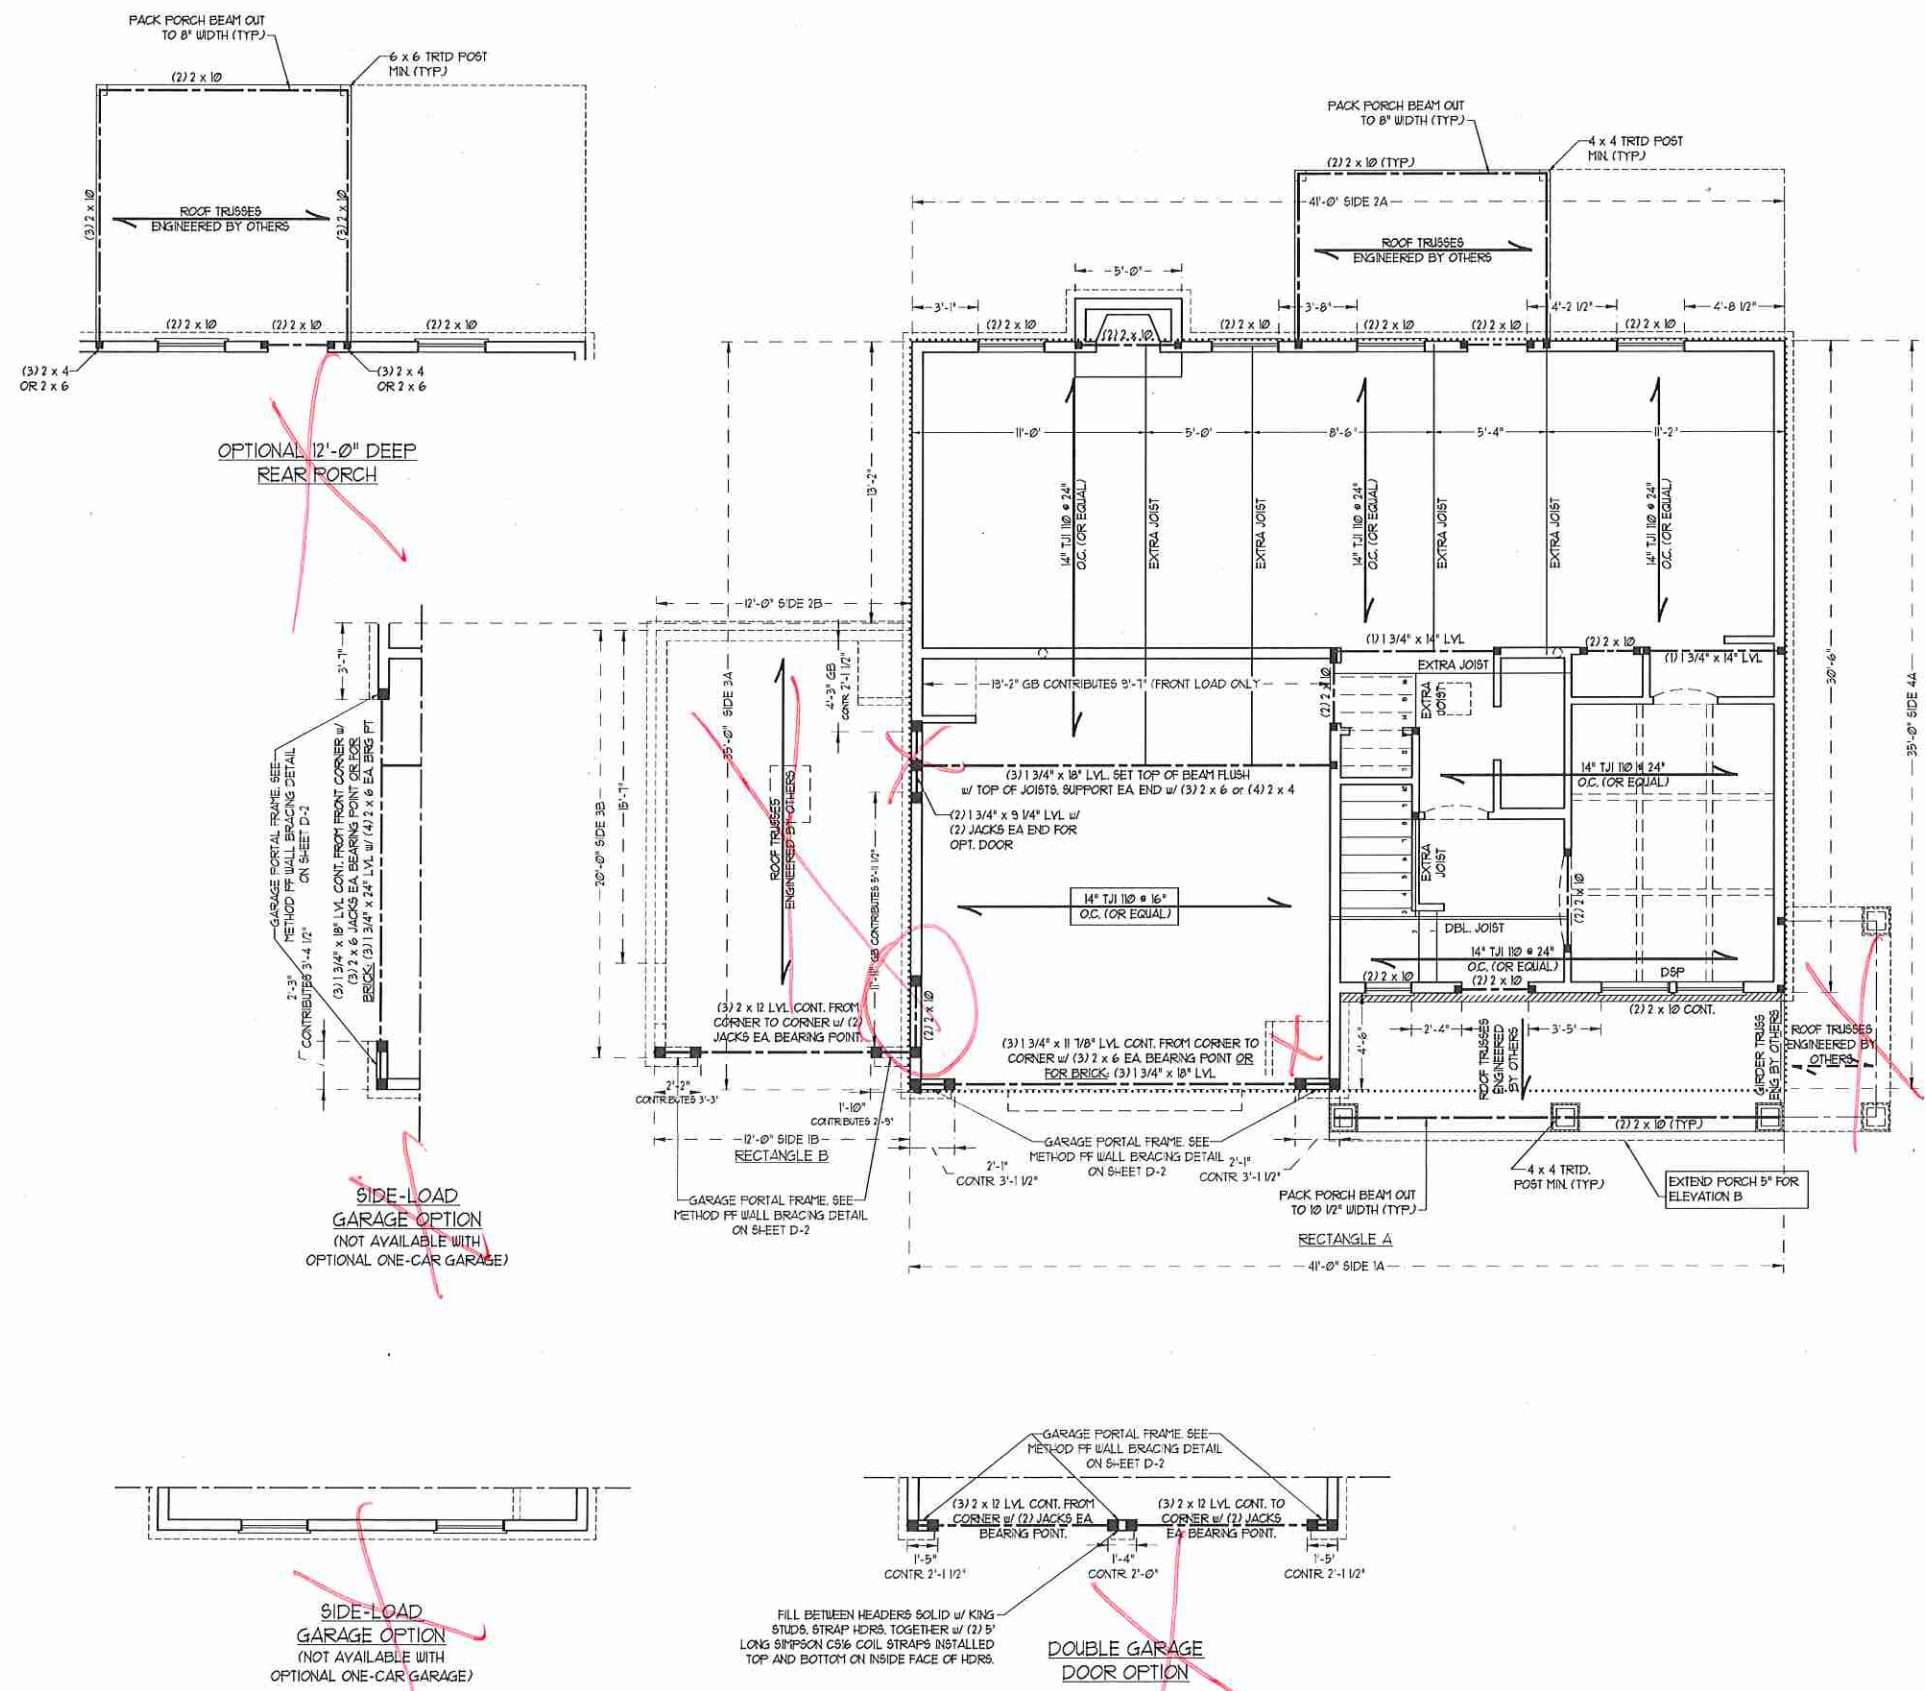 PACK PORCH BEAM OUT
TO 8" WIDTH (TYP.)
(2) 2 x 10
6 x 6 TRTD POST
MIN. (TYP.)
(3) 2 x 10
(3) 2 x 10
ROOF TRUSSES
ENGINEERED BY OTHERS
(2) 2 x 10
(2) 2 x 10
(2) 2 x 10
(3) 2 x 4
OR 2 x 6
(3) 2 x 4
OR 2 x 6
OPTIONAL 12'-0" DEEP
REAR PORCH
PACK PORCH BEAM OUT
TO 8" WIDTH (TYP.)
(2) 2 x 10 (TYP.)
4 x 4 TRTD POST
MIN. (TYP.)
41'-0" SIDE 2A
ROOF TRUSSES
ENGINEERED BY OTHERS
5'-0"
3'-1"
3'-8"
4'-2 1/2"
4'-8 1/2"
(2) 2 x 10
(2) 2 x 10
(2) 2 x 10
(2) 2 x 10
(2) 2 x 10
(2) 2 x 10
11'-0"
5'-0"
8'-6"
5'-4"
11'-2"
13'-2"
14" TJI 110 @ 24"
O.C. (OR EQUAL)
EXTRA JOIST
EXTRA JOIST
14" TJI 110 @ 24"
O.C. (OR EQUAL)
EXTRA JOIST
EXTRA JOIST
14" TJI 110 @ 24"
O.C. (OR EQUAL)
30'-6"
35'-0" SIDE 4A
35'-0" SIDE 3A
12'-0" SIDE 2B
20'-0" SIDE 3B
15'-7"
4'-3" GB
CONTR. 2'-1 1/2"
ROOF TRUSSES
ENGINEERED BY OTHERS
(1) 1 3/4" x 14" LVL
(2) 2 x 10
(1) 1 3/4" x 14" LVL
EXTRA JOIST
EXTRA
JOIST
(2) 2 x 10
13'-2" GB CONTRIBUTES 9'-7" (FRONT LOAD ONLY
(3) 1 3/4" x 18" LVL. SET TOP OF BEAM FLUSH
w/ TOP OF JOISTS. SUPPORT EA. END w/ (3) 2 x 6 or (4) 2 x 4
(2) 1 3/4" x 9 1/4" LVL w/
(2) JACKS EA END FOR
OPT. DOOR
14" TJI 110 @ 24"
O.C. (OR EQUAL)
EXTRA
JOIST
11'-11" GB CONTRIBUTES 5'-11 1/2"
14" TJI 110 @ 16"
O.C. (OR EQUAL)
(2) 2 x 10
DBL. JOIST
14" TJI 110 @ 24"
O.C. (OR EQUAL)
DSP
(2) 2 x 10
(2) 2 x 10
(2) 2 x 10 CONT.
(2) 2 x 10
4'-6"
2'-4"
3'-5"
ROOF TRUSSES
ENGINEERED
BY OTHERS
GIRDER TRUSS
ENG BY OTHERS
ROOF TRUSSES
ENGINEERED BY
OTHERS
(3) 2 x 12 LVL CONT. FROM
CORNER TO CORNER w/ (2)
JACKS EA BEARING POINT.
(3) 1 3/4" x 11 7/8" LVL CONT. FROM CORNER TO
CORNER w/ (3) 2 x 6 EA. BEARING POINT OR
FOR BRICK: (3) 1 3/4" x 18" LVL
2'-2"
CONTRIBUTES 3'-3"
1'-10"
CONTRIBUTES 2'-9"
12'-0" SIDE 1B
RECTANGLE B
2'-1"
CONTR. 3'-1 1/2"
GARAGE PORTAL FRAME. SEE
METHOD PF WALL BRACING DETAIL
ON SHEET D-2
2'-1"
CONTR. 3'-1 1/2"
(2) 2 x 10 (TYP.)
4 x 4 TRTD.
POST MIN. (TYP.)
EXTEND PORCH 5" FOR
ELEVATION B
PACK PORCH BEAM OUT
TO 10 1/2" WIDTH (TYP.)
GARAGE PORTAL FRAME. SEE
METHOD PF WALL BRACING DETAIL
ON SHEET D-2
RECTANGLE A
41'-0" SIDE 1A
3'-7"
GARAGE PORTAL FRAME. SEE
METHOD PF WALL BRACING DETAIL
ON SHEET D-2
(3) 1 3/4" x 18" LVL CONT. FROM FRONT CORNER w/
(3) 2 x 6 JACKS EA. BEARING POINT OR FOR
BRICK: (3) 1 3/4" x 24" LVL w/ (4) 2 x 6 EA. BRG PT
2'-3"
CONTRIBUTES 3'-4 1/2"
SIDE-LOAD
GARAGE OPTION
(NOT AVAILABLE WITH
OPTIONAL ONE-CAR GARAGE)
SIDE-LOAD
GARAGE OPTION
(NOT AVAILABLE WITH
OPTIONAL ONE-CAR GARAGE)
GARAGE PORTAL FRAME. SEE
METHOD PF WALL BRACING DETAIL
ON SHEET D-2
(3) 2 x 12 LVL CONT. FROM
CORNER w/ (2) JACKS EA.
BEARING POINT.
(3) 2 x 12 LVL CONT. TO
CORNER w/ (2) JACKS
EA. BEARING POINT.
1'-5"
CONTR. 2'-1 1/2"
1'-4"
CONTR. 2'-0"
1'-5"
CONTR. 2'-1 1/2"
FILL BETWEEN HEADERS SOLID w/ KING
STUDS. STRAP HDRS. TOGETHER w/ (2) 5'
LONG SIMPSON CS16 COIL STRAPS INSTALLED
TOP AND BOTTOM ON INSIDE FACE OF HDRS.
DOUBLE GARAGE
DOOR OPTION